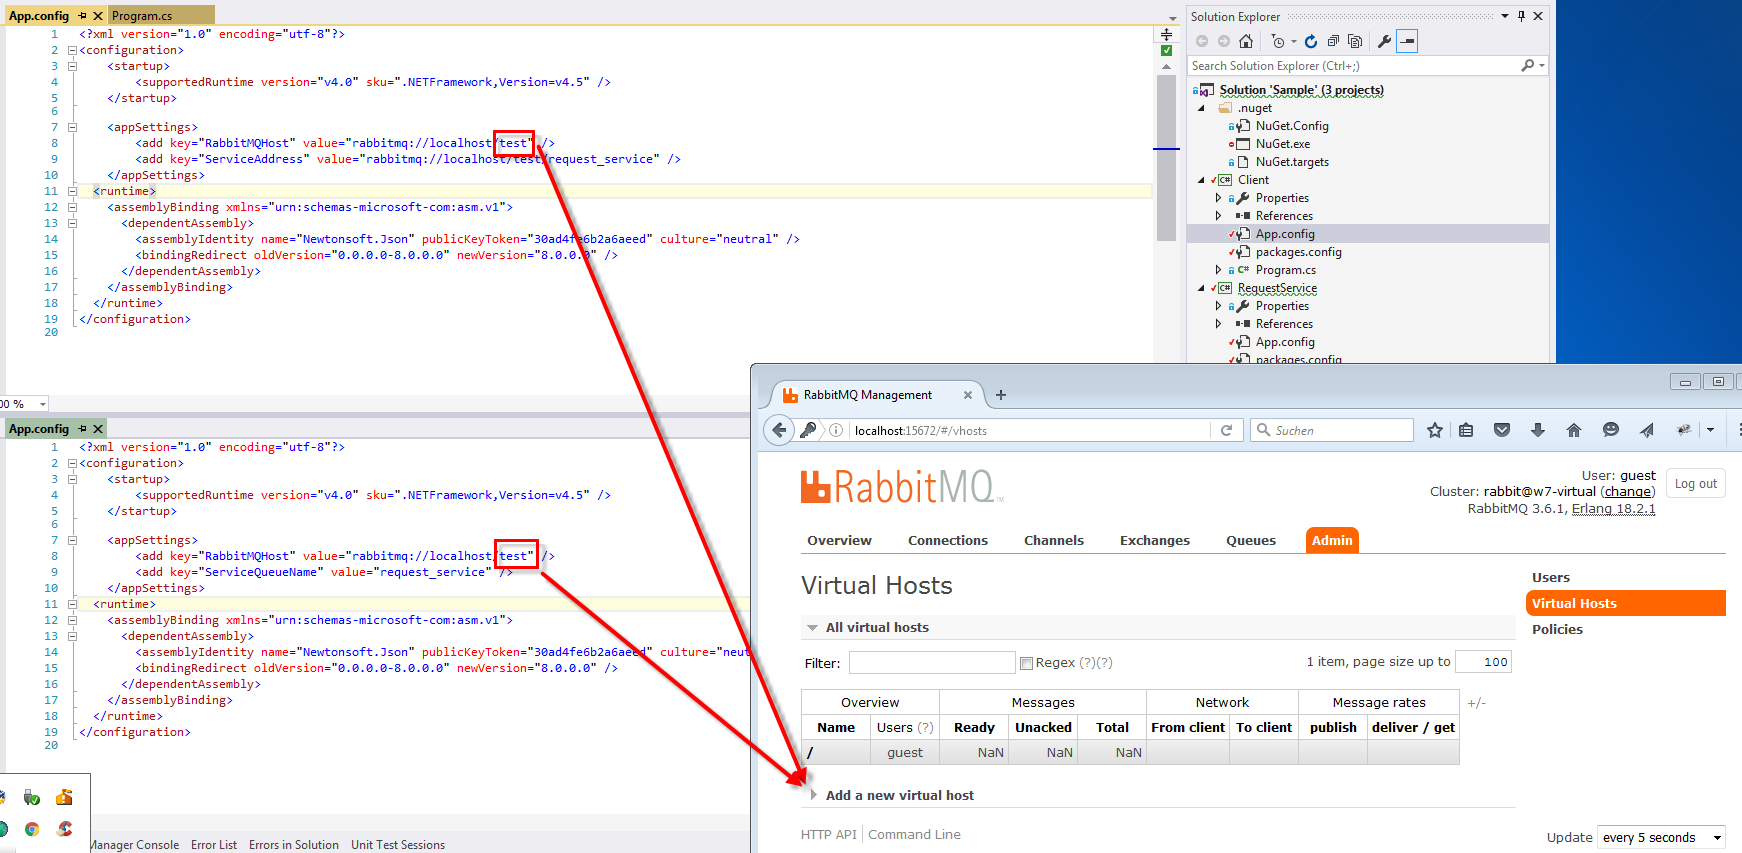 App.config
Program.cs
1 <?xml version="1.0" encoding="utf-8"?>
2 <configuration>
3 <startup>
4 <supportedRuntime version="v4.0" sku=".NETFramework,Version=v4.5" />
5 </startup>
6
7 <appSettings>
8 <add key="RabbitMQHost" value="rabbitmq://localhost/test" />
9 <add key="ServiceAddress" value="rabbitmq://localhost/test/request_service" />
10 </appSettings>
11 <runtime>
12 <assemblyBinding xmlns="urn:schemas-microsoft-com:asm.v1">
13 <dependentAssembly>
14 <assemblyIdentity name="Newtonsoft.Json" publicKeyToken="30ad4fe6b2a6aeed" culture="neutral" />
15 <bindingRedirect oldVersion="0.0.0.0-8.0.0.0" newVersion="8.0.0.0" />
16 </dependentAssembly>
17 </assemblyBinding>
18 </runtime>
19 </configuration>
20
00 %
Solution Explorer
Search Solution Explorer (Ctrl+;)
Solution 'Sample' (3 projects)
.nuget
NuGet.Config
NuGet.exe
NuGet.targets
C# Client
Properties
References
App.config
packages.config
C# Program.cs
C# RequestService
Properties
References
App.config
packages.config
App.config
1 <?xml version="1.0" encoding="utf-8"?>
2 <configuration>
3 <startup>
4 <supportedRuntime version="v4.0" sku=".NETFramework,Version=v4.5" />
5 </startup>
6
7 <appSettings>
8 <add key="RabbitMQHost" value="rabbitmq://localhost/test" />
9 <add key="ServiceQueueName" value="request_service" />
10 </appSettings>
11 <runtime>
12 <assemblyBinding xmlns="urn:schemas-microsoft-com:asm.v1">
13 <dependentAssembly>
14 <assemblyIdentity name="Newtonsoft.Json" publicKeyToken="30ad4fe6b2a6aeed" culture="neut
15 <bindingRedirect oldVersion="0.0.0.0-8.0.0.0" newVersion="8.0.0.0" />
16 </dependentAssembly>
17 </assemblyBinding>
18 </runtime>
19 </configuration>
20
Manager Console Error List Errors in Solution Unit Test Sessions
RabbitMQ Management
localhost:15672/#/vhosts
Suchen
RabbitMQ TM
User: guest
Cluster: rabbit@w7-virtual (change)
RabbitMQ 3.6.1, Erlang 18.2.1
Log out
Overview Connections Channels Exchanges Queues Admin
Virtual Hosts
Users
Virtual Hosts
Policies
All virtual hosts
Filter: Regex (?)(?) 1 item, page size up to 100
Overview Messages Network Message rates +/-
Name Users (?) Ready Unacked Total From client To client publish deliver / get
/ guest NaN NaN NaN
Add a new virtual host
HTTP API Command Line
Update every 5 seconds